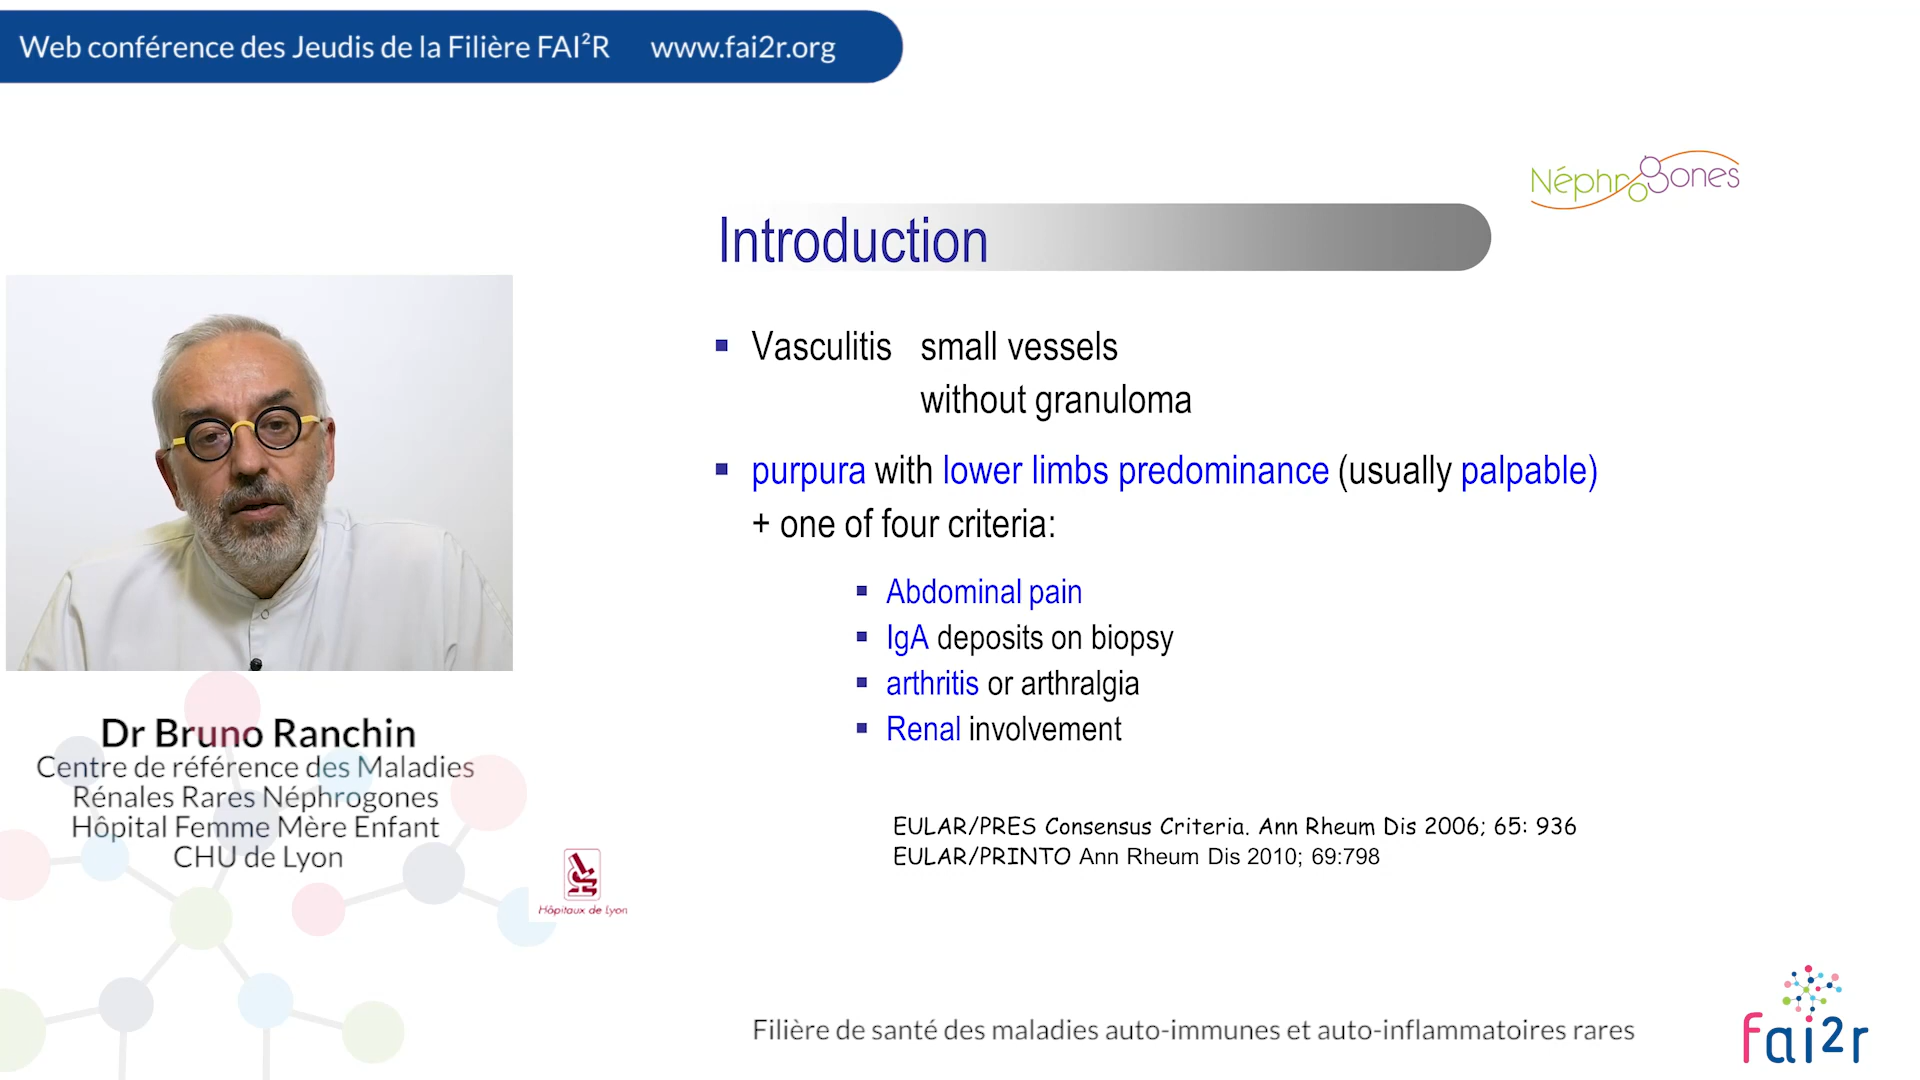 Web conférence des Jeudis de la Filière FAI²R www.fai2r.org
Néphrogones
Introduction
Vasculitis small vessels
without granuloma
purpura with lower limbs predominance (usually palpable)
+ one of four criteria:
Abdominal pain
IgA deposits on biopsy
arthritis or arthralgia
Renal involvement
EULAR/PRES Consensus Criteria. Ann Rheum Dis 2006; 65: 936
EULAR/PRINTO Ann Rheum Dis 2010; 69:798
Dr Bruno Ranchin
Centre de référence des Maladies
Rénales Rares Néphrogones
Hôpital Femme Mère Enfant
CHU de Lyon
Hôpitaux de Lyon
Filière de santé des maladies auto-immunes et auto-inflammatoires rares
fai2r